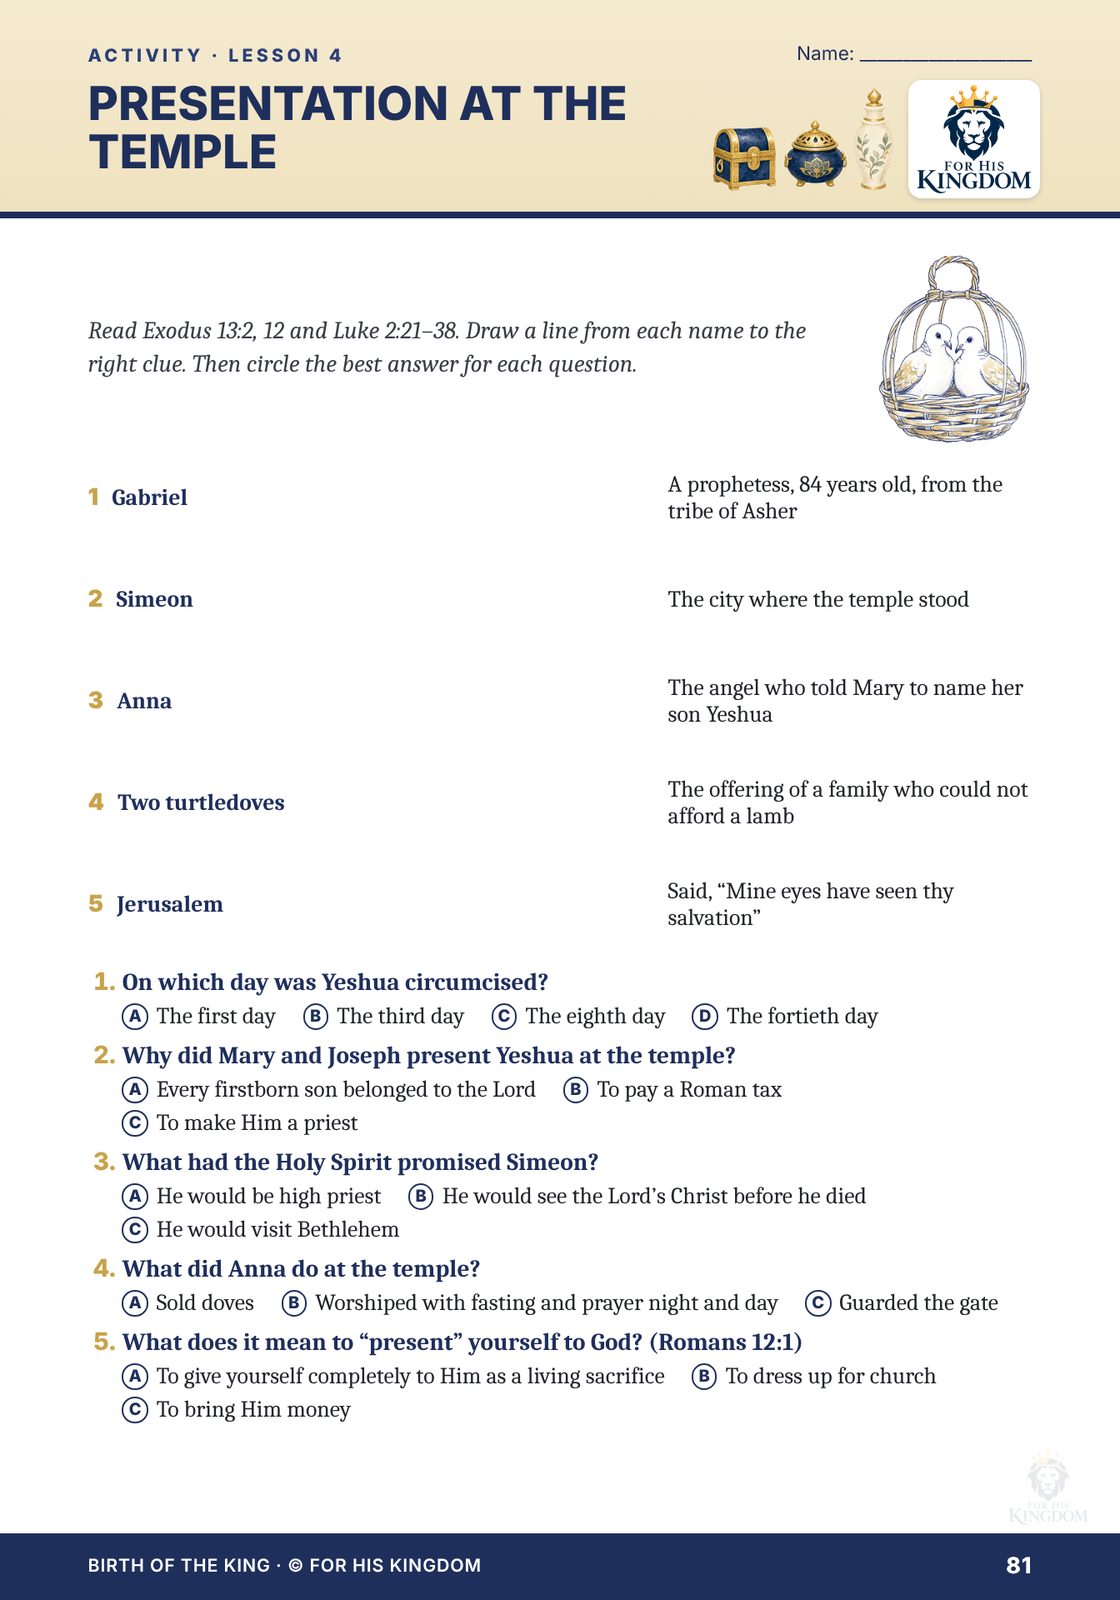 ACTIVITY · LESSON 4
Name: __________________
PRESENTATION AT THE
TEMPLE
FOR HIS
KINGDOM
Read Exodus 13:2, 12 and Luke 2:21–38. Draw a line from each name to the
right clue. Then circle the best answer for each question.
1 Gabriel
A prophetess, 84 years old, from the
tribe of Asher
2 Simeon
The city where the temple stood
3 Anna
The angel who told Mary to name her
son Yeshua
4 Two turtledoves
The offering of a family who could not
afford a lamb
5 Jerusalem
Said, “Mine eyes have seen thy
salvation”
1. On which day was Yeshua circumcised?
A The first day B The third day C The eighth day D The fortieth day
2. Why did Mary and Joseph present Yeshua at the temple?
A Every firstborn son belonged to the Lord B To pay a Roman tax
C To make Him a priest
3. What had the Holy Spirit promised Simeon?
A He would be high priest B He would see the Lord’s Christ before he died
C He would visit Bethlehem
4. What did Anna do at the temple?
A Sold doves B Worshiped with fasting and prayer night and day C Guarded the gate
5. What does it mean to “present” yourself to God? (Romans 12:1)
A To give yourself completely to Him as a living sacrifice B To dress up for church
C To bring Him money
FOR HIS
KINGDOM
BIRTH OF THE KING · © FOR HIS KINGDOM
81